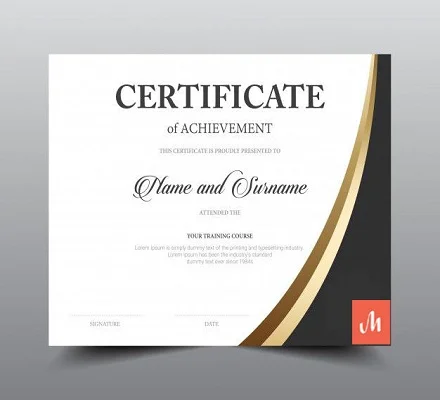 CERTIFICATE
of ACHIEVEMENT
THIS CERTIFICATE IS PROUDLY PRESENTED TO
Name and Surname
ATTENDED THE
YOUR TRAINING COURSE
Lorem ipsum is simply dummy text of the printing and typesetting industry.
Lorem ipsum has been the industry's standard
dummy text ever since 1984s
SIGNATURE DATE
M